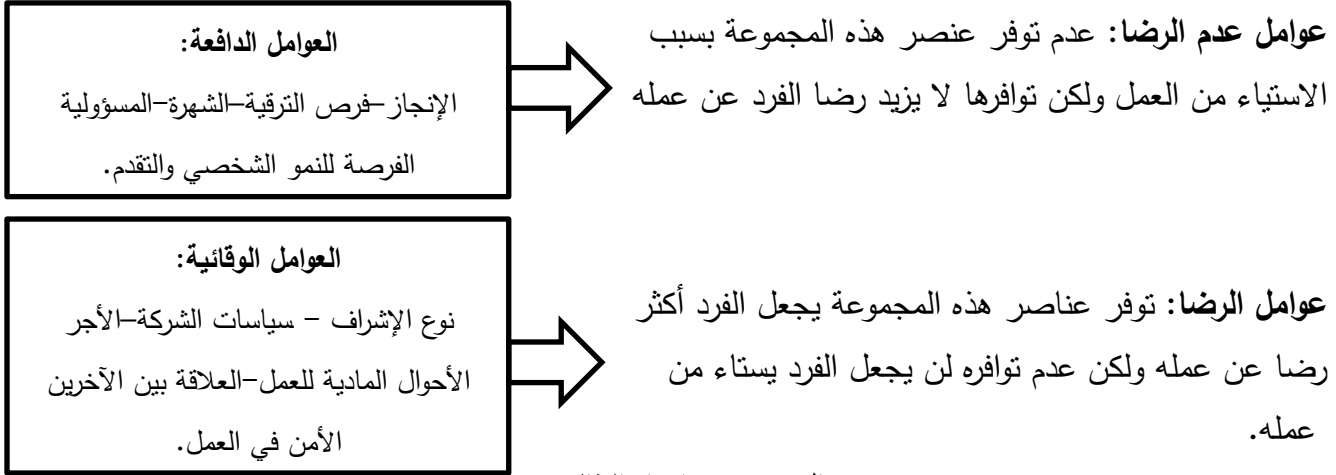 عوامل عدم الرضا: عدم توفر عنصر هذه المجموعة بسبب
الاستياء من العمل ولكن توافرها لا يزيد رضا الفرد عن عمله
العوامل الدافعة:
الإنجاز–فرص الترقية–الشهرة–المسؤولية
الفرصة للنمو الشخصي والتقدم.
عوامل الرضا: توفر عناصر هذه المجموعة يجعل الفرد أكثر
رضا عن عمله ولكن عدم توافره لن يجعل الفرد يستاء من
عمله.
العوامل الوقائية:
نوع الإشراف – سياسات الشركة–الأجر
الأحوال المادية للعمل–العلاقة بين الآخرين
الأمن في العمل.